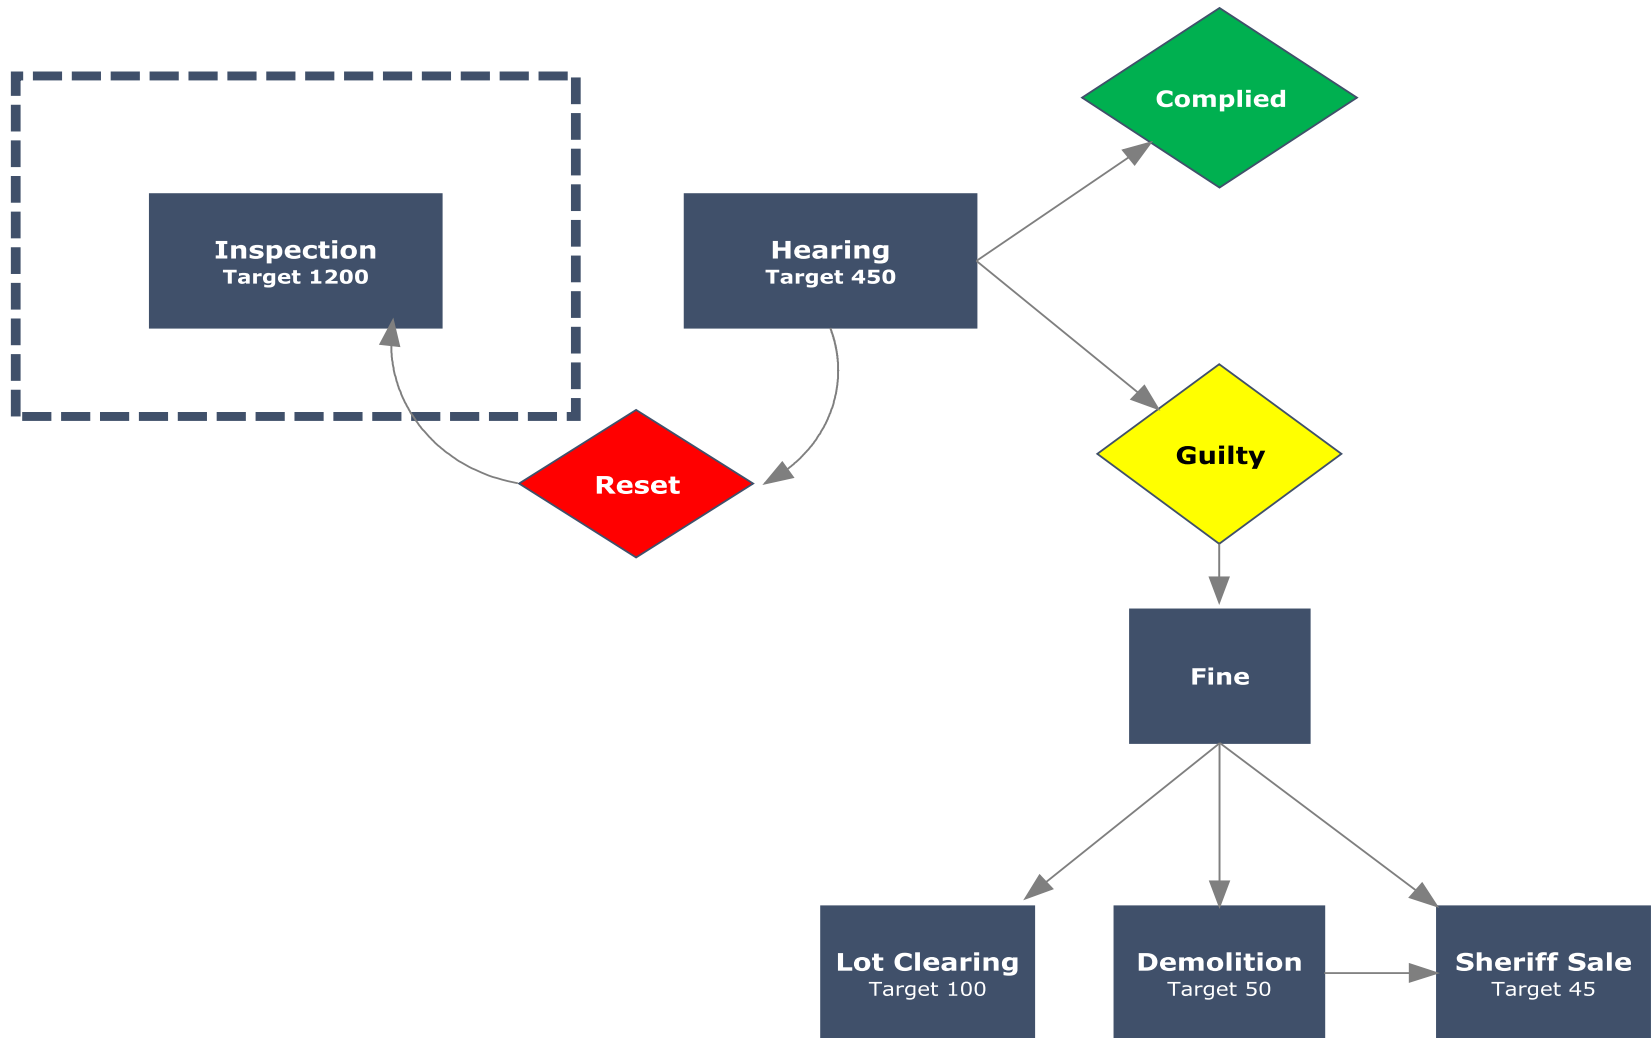 Complied
Inspection
Target 1200
Hearing
Target 450
Reset
Guilty
Fine
Lot Clearing
Target 100
Demolition
Target 50
Sheriff Sale
Target 45